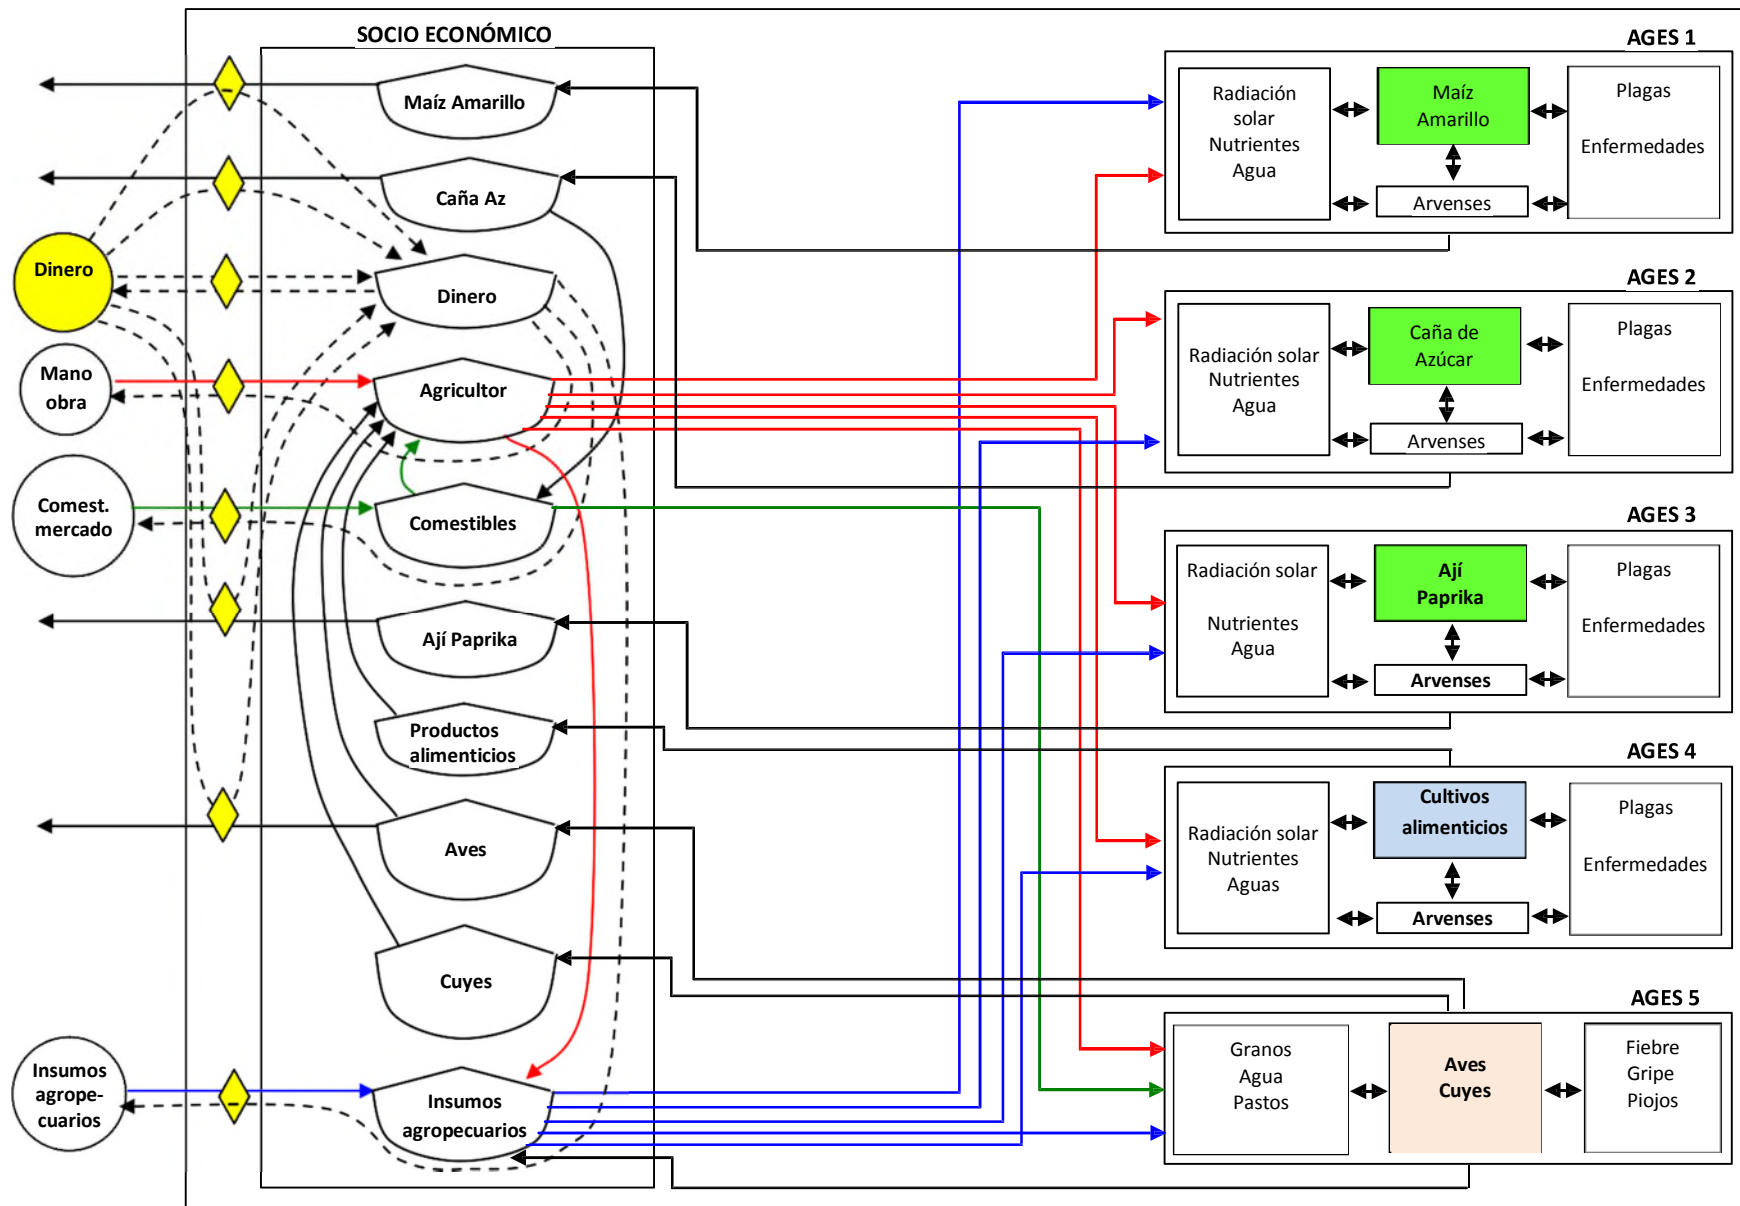 SOCIO ECONÓMICO
Maíz Amarillo
Caña Az
Dinero
Agricultor
Comestibles
Ají Paprika
Productos
alimenticios
Aves
Cuyes
Insumos
agropecuarios
Dinero
Mano
obra
Comest.
mercado
Insumos
agrope-
cuarios
AGES 1
Radiación
solar
Nutrientes
Agua
Maíz
Amarillo
Arvenses
Plagas
Enfermedades
AGES 2
Radiación solar
Nutrientes
Agua
Caña de
Azúcar
Arvenses
Plagas
Enfermedades
AGES 3
Radiación solar
Nutrientes
Agua
Ají
Paprika
Arvenses
Plagas
Enfermedades
AGES 4
Radiación solar
Nutrientes
Aguas
Cultivos
alimenticios
Arvenses
Plagas
Enfermedades
AGES 5
Granos
Agua
Pastos
Aves
Cuyes
Fiebre
Gripe
Piojos